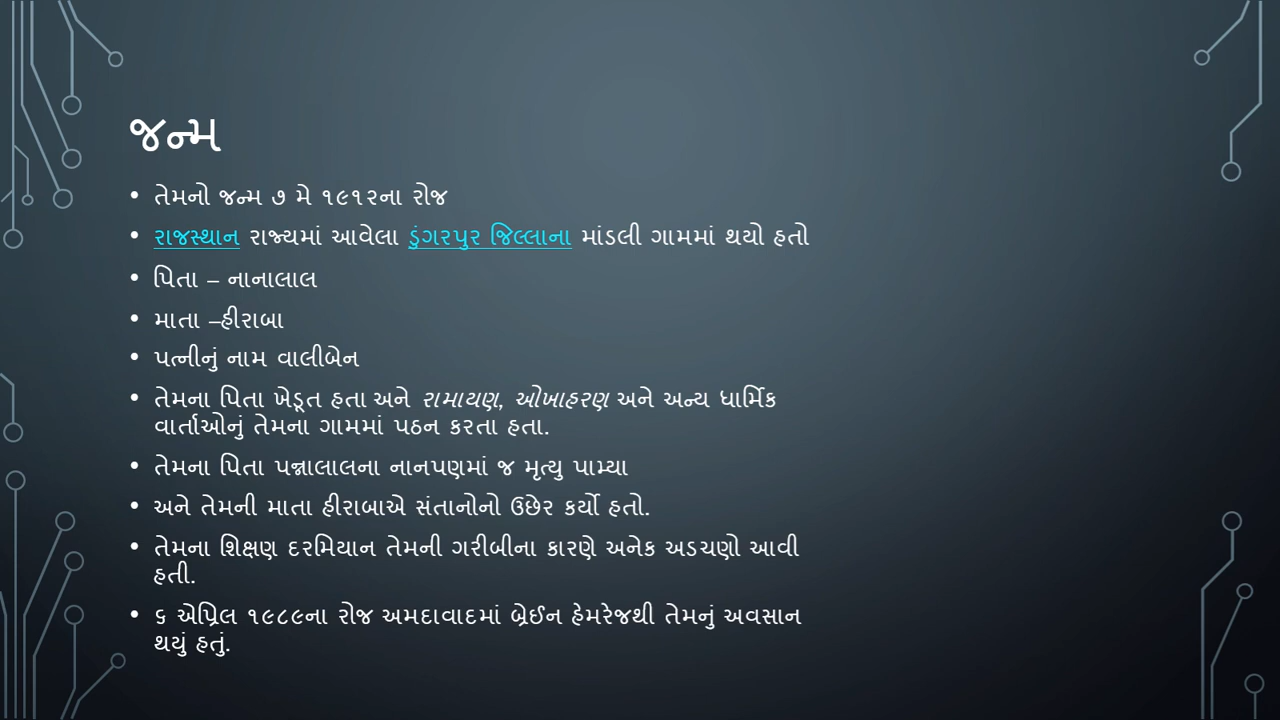 જન્મ
• તેમનો જન્મ ૭ મે ૧૯૧૨ના રોજ
• રાજસ્થાન રાજ્યમાં આવેલા ડુંગરપુર જિલ્લાના માંડલી ગામમાં થયો હતો
• પિતા – નાનાલાલ
• માતા –હીરાબા
• પત્નીનું નામ વાલીબેન
• તેમના પિતા ખેડૂત હતા અને રામાયણ, ઓખાહરણ અને અન્ય ધાર્મિક
વાર્તાઓનું તેમના ગામમાં પઠન કરતા હતા.
• તેમના પિતા પન્નાલાલના નાનપણમાં જ મૃત્યુ પામ્યા
• અને તેમની માતા હીરાબાએ સંતાનોનો ઉછેર કર્યો હતો.
• તેમના શિક્ષણ દરમિયાન તેમની ગરીબીના કારણે અનેક અડચણો આવી
હતી.
• ૬ એપ્રિલ ૧૯૮૯ના રોજ અમદાવાદમાં બ્રેઈન હેમરેજથી તેમનું અવસાન
થયું હતું.